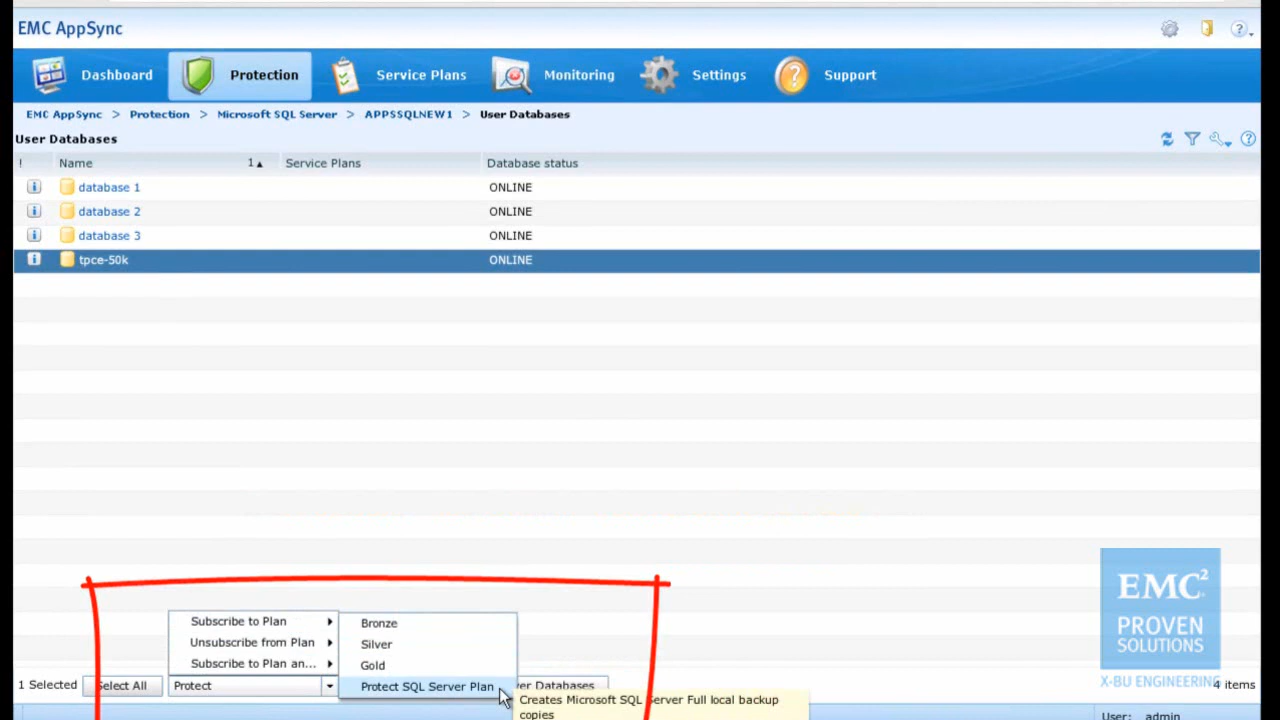 EMC AppSync
Dashboard Protection Service Plans Monitoring Settings Support
EMC AppSync > Protection > Microsoft SQL Server > APPSSQLNEW1 > User Databases
User Databases
! Name 1 Service Plans Database status
database 1 ONLINE
database 2 ONLINE
database 3 ONLINE
tpce-50k ONLINE
EMC²
PROVEN
SOLUTIONS
X-BU ENGINEERING
Subscribe to Plan
Unsubscribe from Plan
Subscribe to Plan an...
Bronze
Silver
Gold
Protect SQL Server Plan
1 Selected Select All Protect Databases 4 items
Creates Microsoft SQL Server Full local backup
copies
User: admin